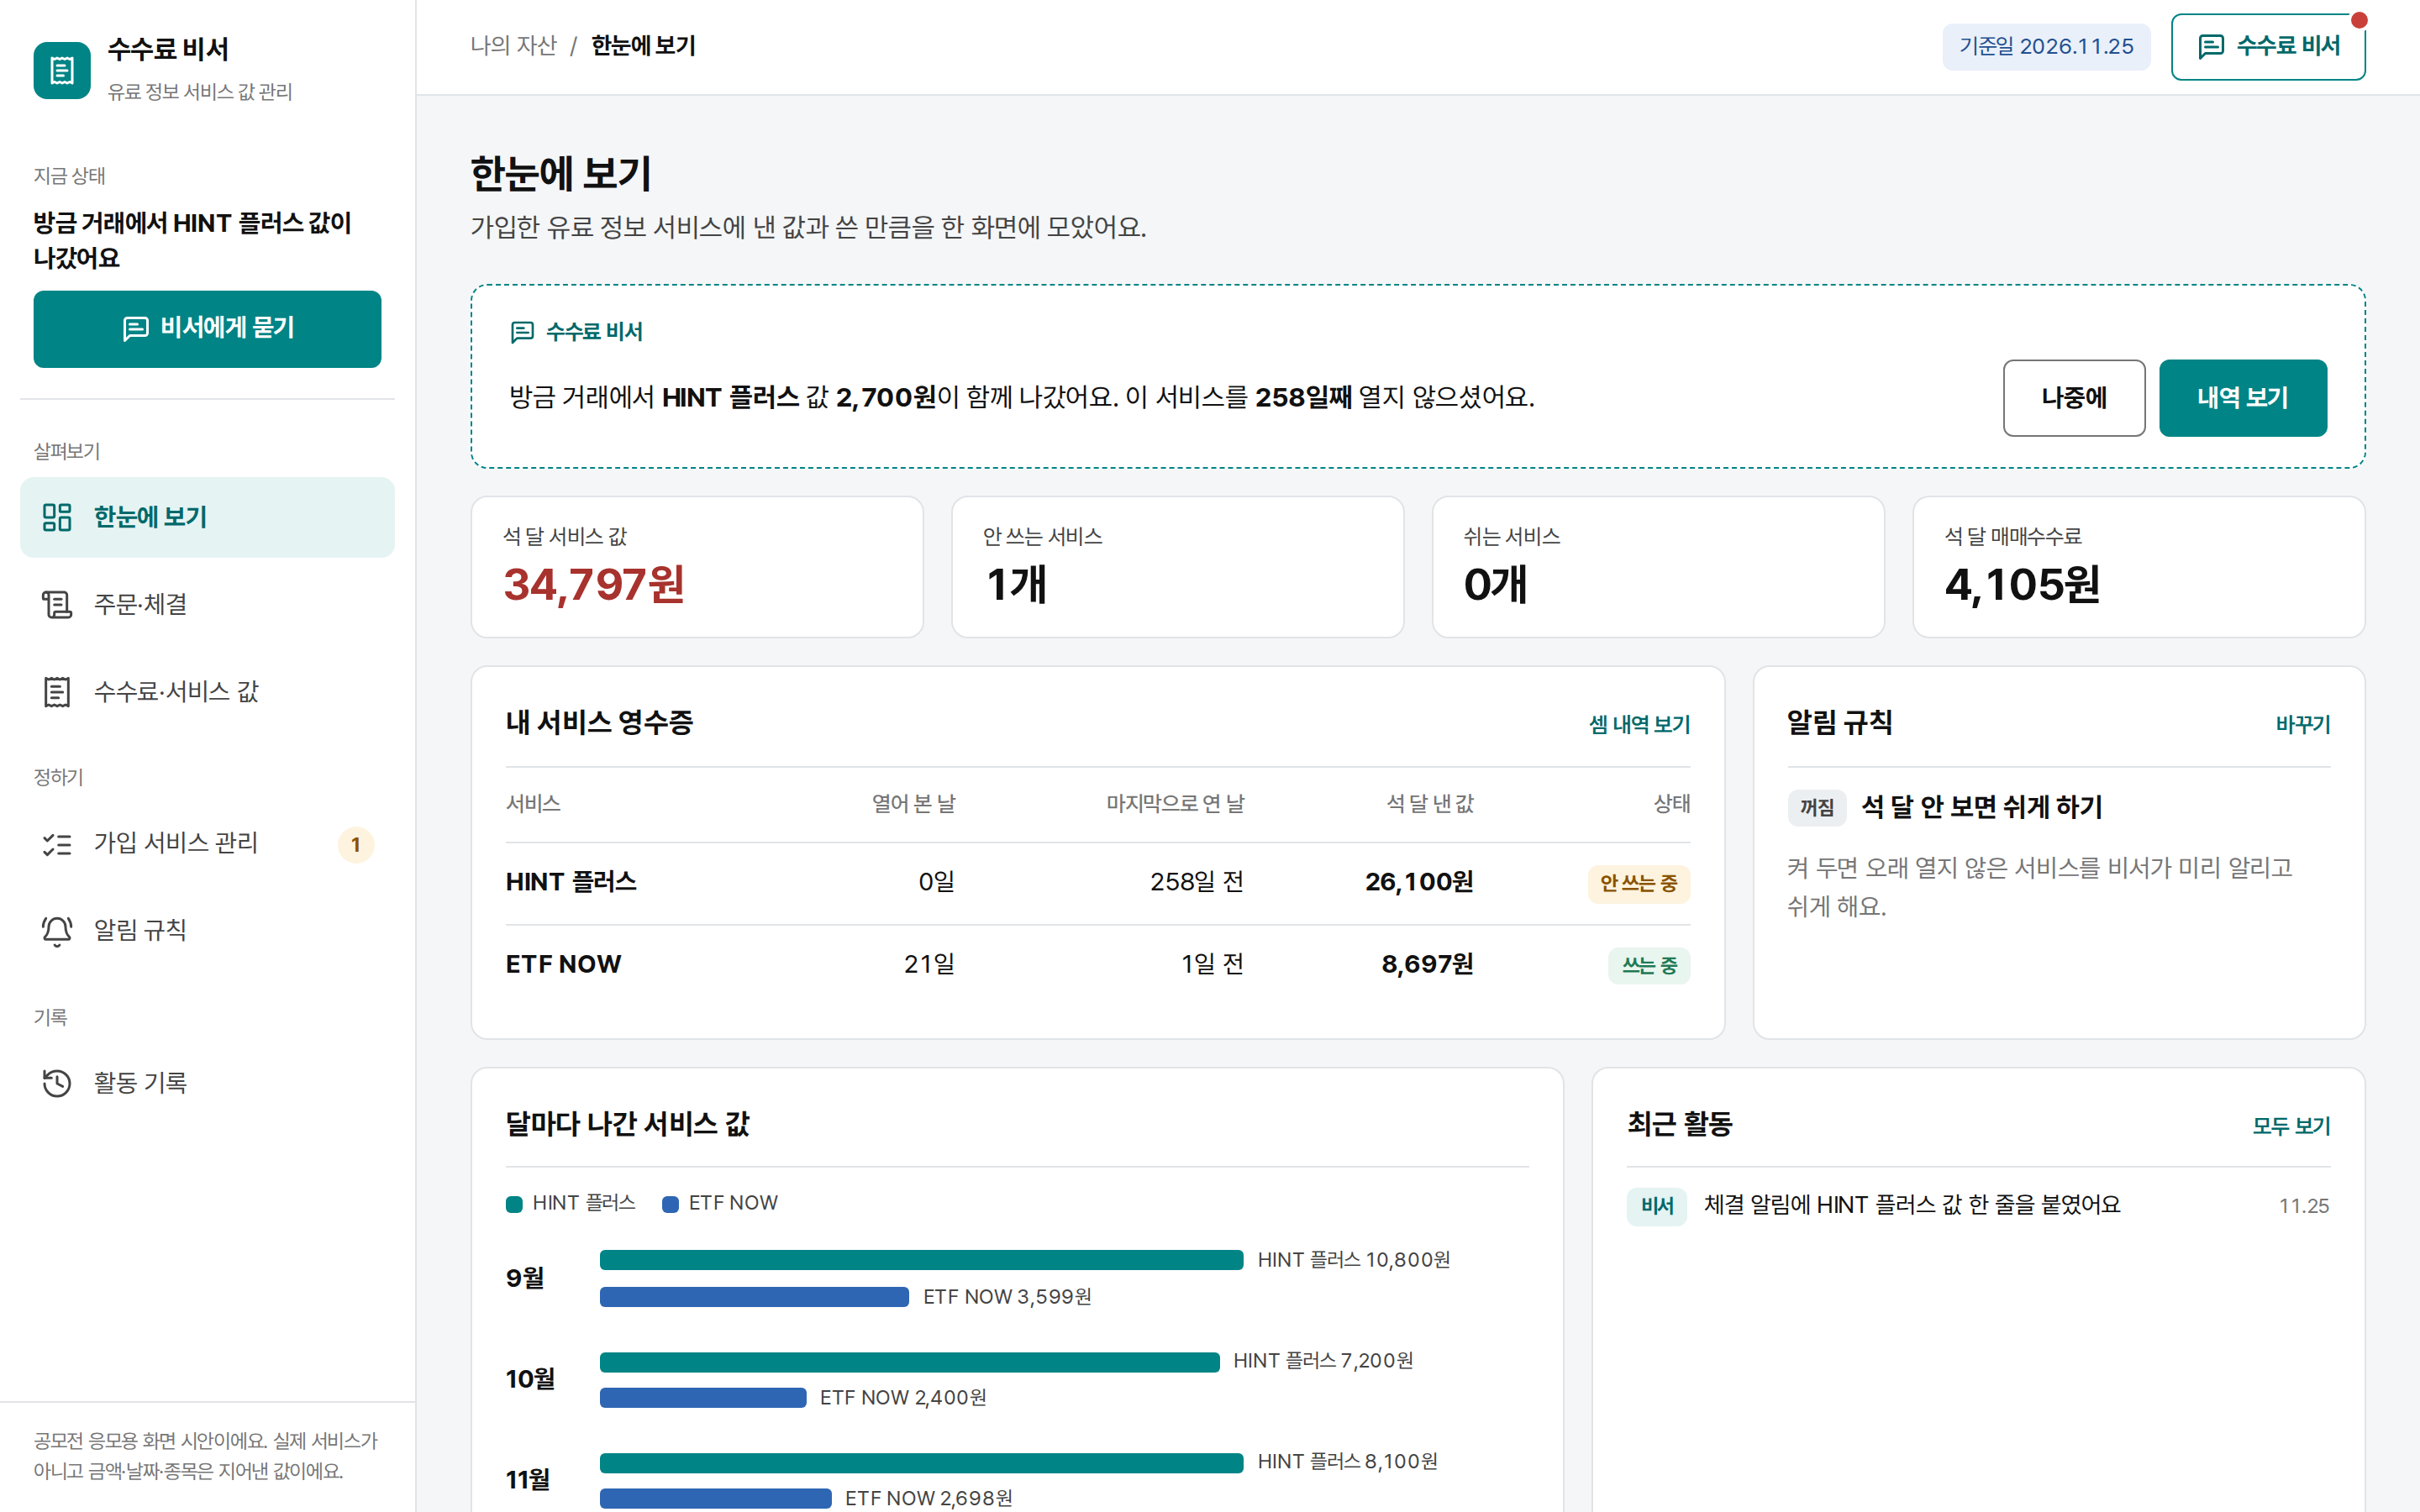 수수료 비서
유료 정보 서비스 값 관리
지금 상태
방금 거래에서 HINT 플러스 값이
나갔어요
비서에게 묻기
살펴보기
한눈에 보기
주문·체결
수수료·서비스 값
정하기
가입 서비스 관리 1
알림 규칙
기록
활동 기록
공모전 응모용 화면 시안이에요. 실제 서비스가
아니고 금액·날짜·종목은 지어낸 값이에요.
나의 자산 / 한눈에 보기
기준일 2026.11.25
수수료 비서
한눈에 보기
가입한 유료 정보 서비스에 낸 값과 쓴 만큼을 한 화면에 모았어요.
수수료 비서
방금 거래에서 HINT 플러스 값 2,700원이 함께 나갔어요. 이 서비스를 258일째 열지 않으셨어요.
나중에
내역 보기
석 달 서비스 값
34,797원
안 쓰는 서비스
1개
쉬는 서비스
0개
석 달 매매수수료
4,105원
내 서비스 영수증
셈 내역 보기
서비스 열어 본 날 마지막으로 연 날 석 달 낸 값 상태
HINT 플러스 0일 258일 전 26,100원 안 쓰는 중
ETF NOW 21일 1일 전 8,697원 쓰는 중
알림 규칙
바꾸기
꺼짐 석 달 안 보면 쉬게 하기
켜 두면 오래 열지 않은 서비스를 비서가 미리 알리고
쉬게 해요.
달마다 나간 서비스 값
HINT 플러스 ETF NOW
9월
HINT 플러스 10,800원
ETF NOW 3,599원
10월
HINT 플러스 7,200원
ETF NOW 2,400원
11월
HINT 플러스 8,100원
ETF NOW 2,698원
최근 활동
모두 보기
비서 체결 알림에 HINT 플러스 값 한 줄을 붙였어요 11.25